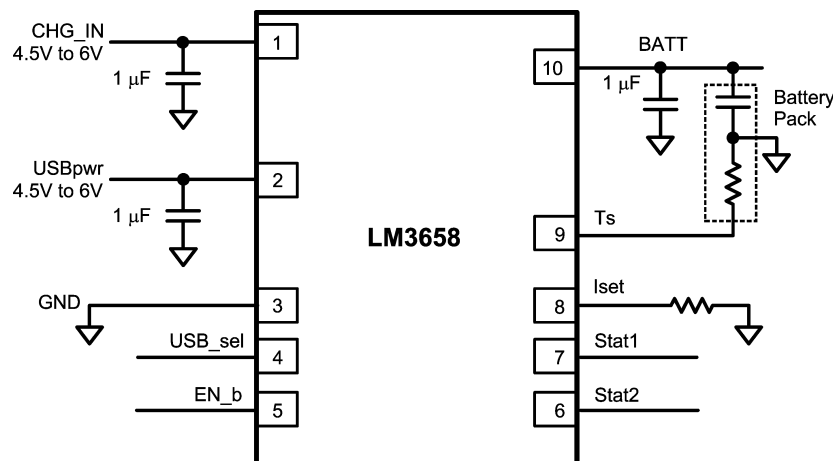 CHG_IN
4.5V to 6V
1 μF
1
USBpwr
4.5V to 6V
1 μF
2
GND
3
USB_sel
4
EN_b
5
LM3658
10
BATT
1 μF
Battery
Pack
9
Ts
8
Iset
7
Stat1
6
Stat2